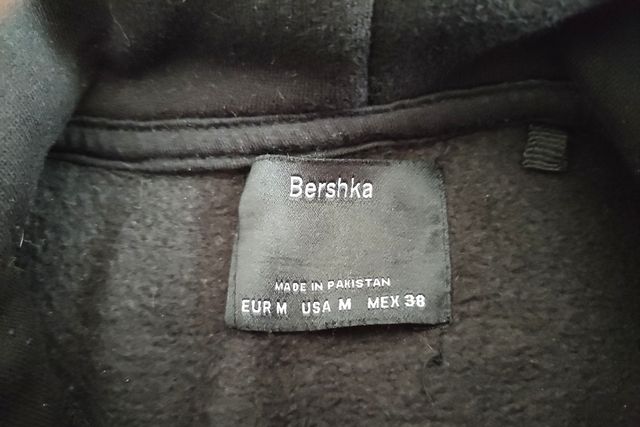 Bershka
MADE IN PAKISTAN
EUR M USA M MEX 38